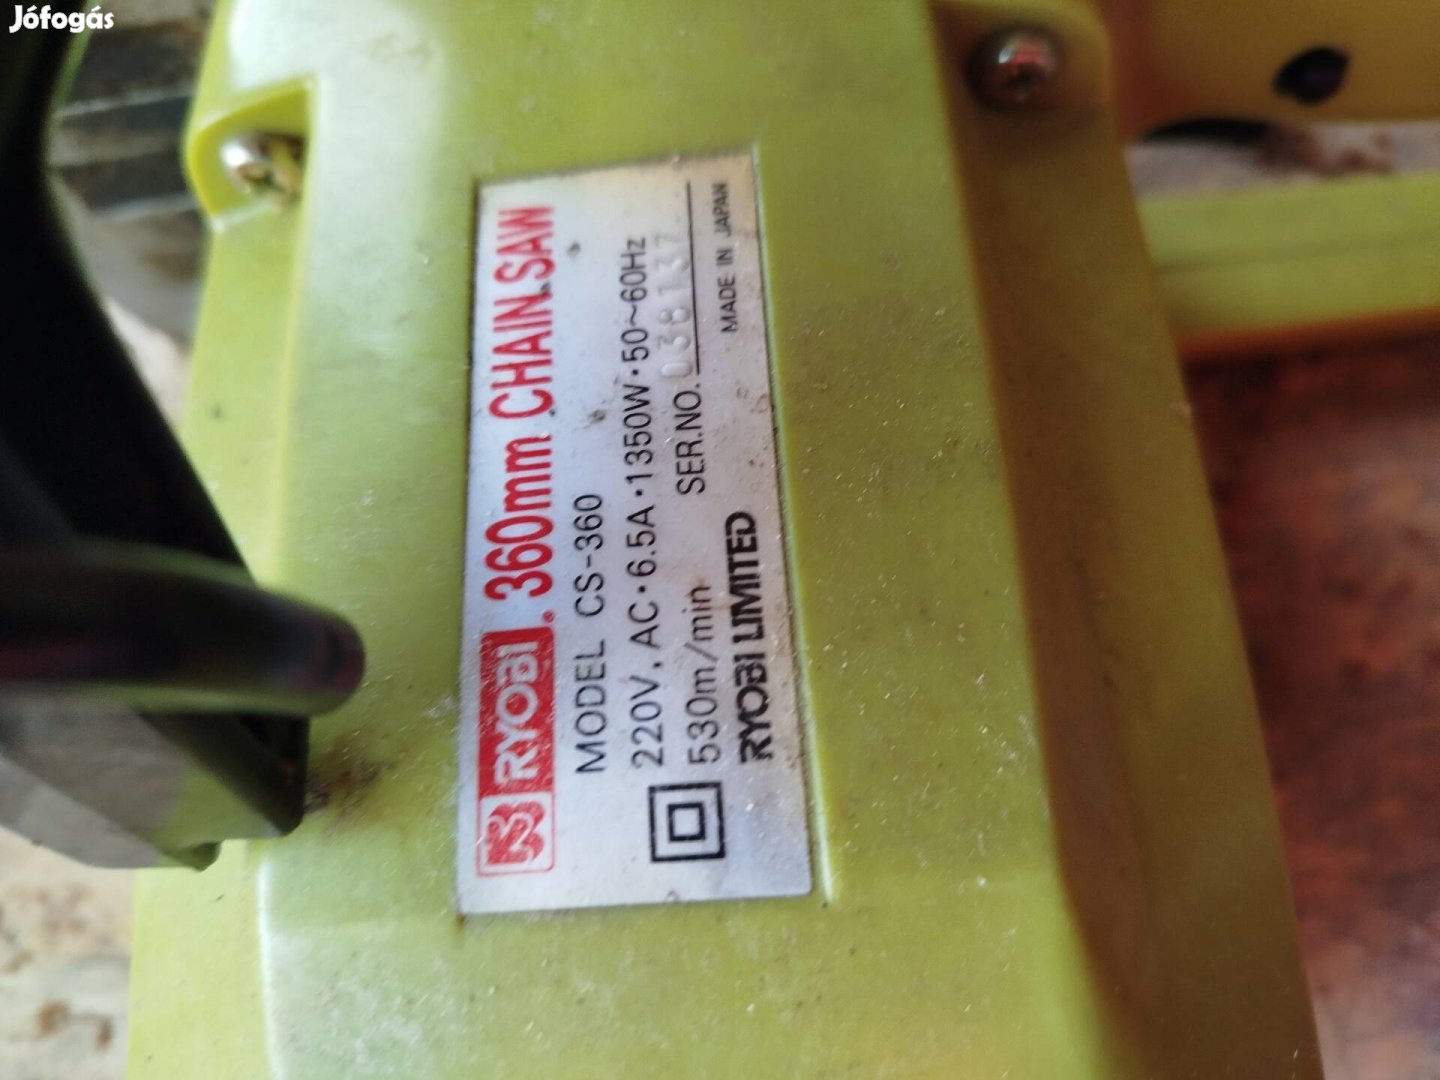 Jófogás
RYOBI. 360mm CHAIN.SAW
MODEL CS-360
220V, AC·6.5A·1350W·50~60Hz
530m/min SER.NO. 038137
RYOBI LIMITED MADE IN JAPAN